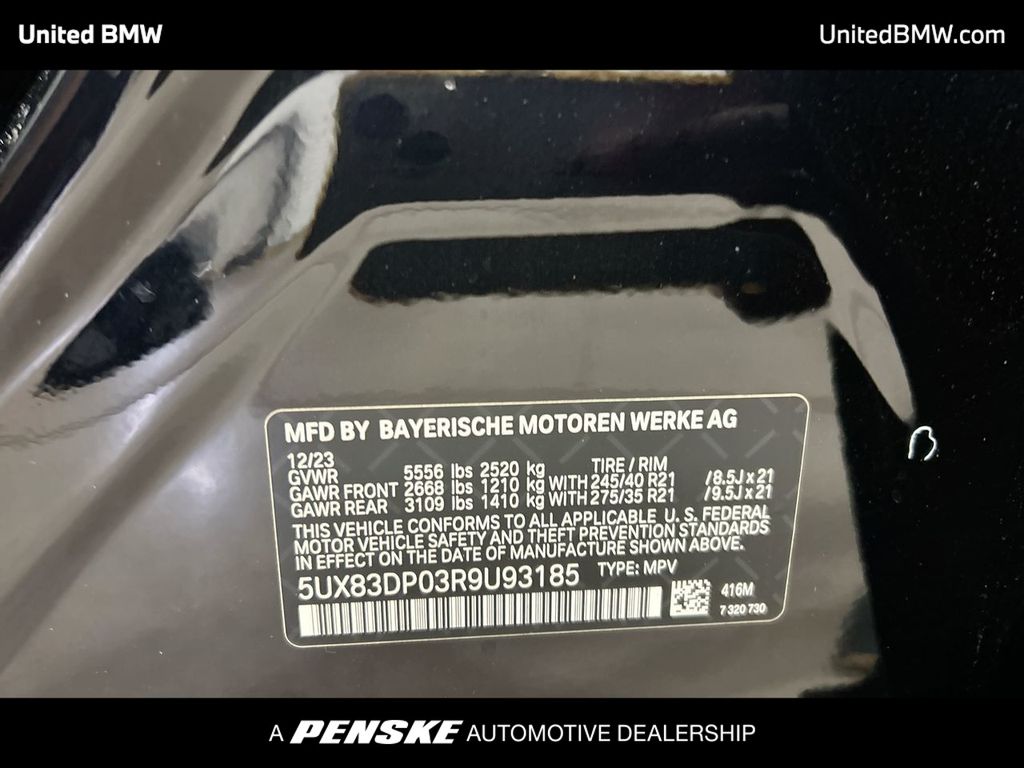 United BMW
UnitedBMW.com
MFD BY BAYERISCHE MOTOREN WERKE AG
12/23 TIRE / RIM
GVWR 5556 lbs 2520 kg
GAWR FRONT 2668 lbs 1210 kg WITH 245/40 R21 /8.5J x 21
GAWR REAR 3109 lbs 1410 kg WITH 275/35 R21 /9.5J x 21
THIS VEHICLE CONFORMS TO ALL APPLICABLE U. S. FEDERAL
MOTOR VEHICLE SAFETY AND THEFT PREVENTION STANDARDS
IN EFFECT ON THE DATE OF MANUFACTURE SHOWN ABOVE.
5UX83DP03R9U93185 TYPE: MPV
416M
7 320 730
A PENSKE AUTOMOTIVE DEALERSHIP